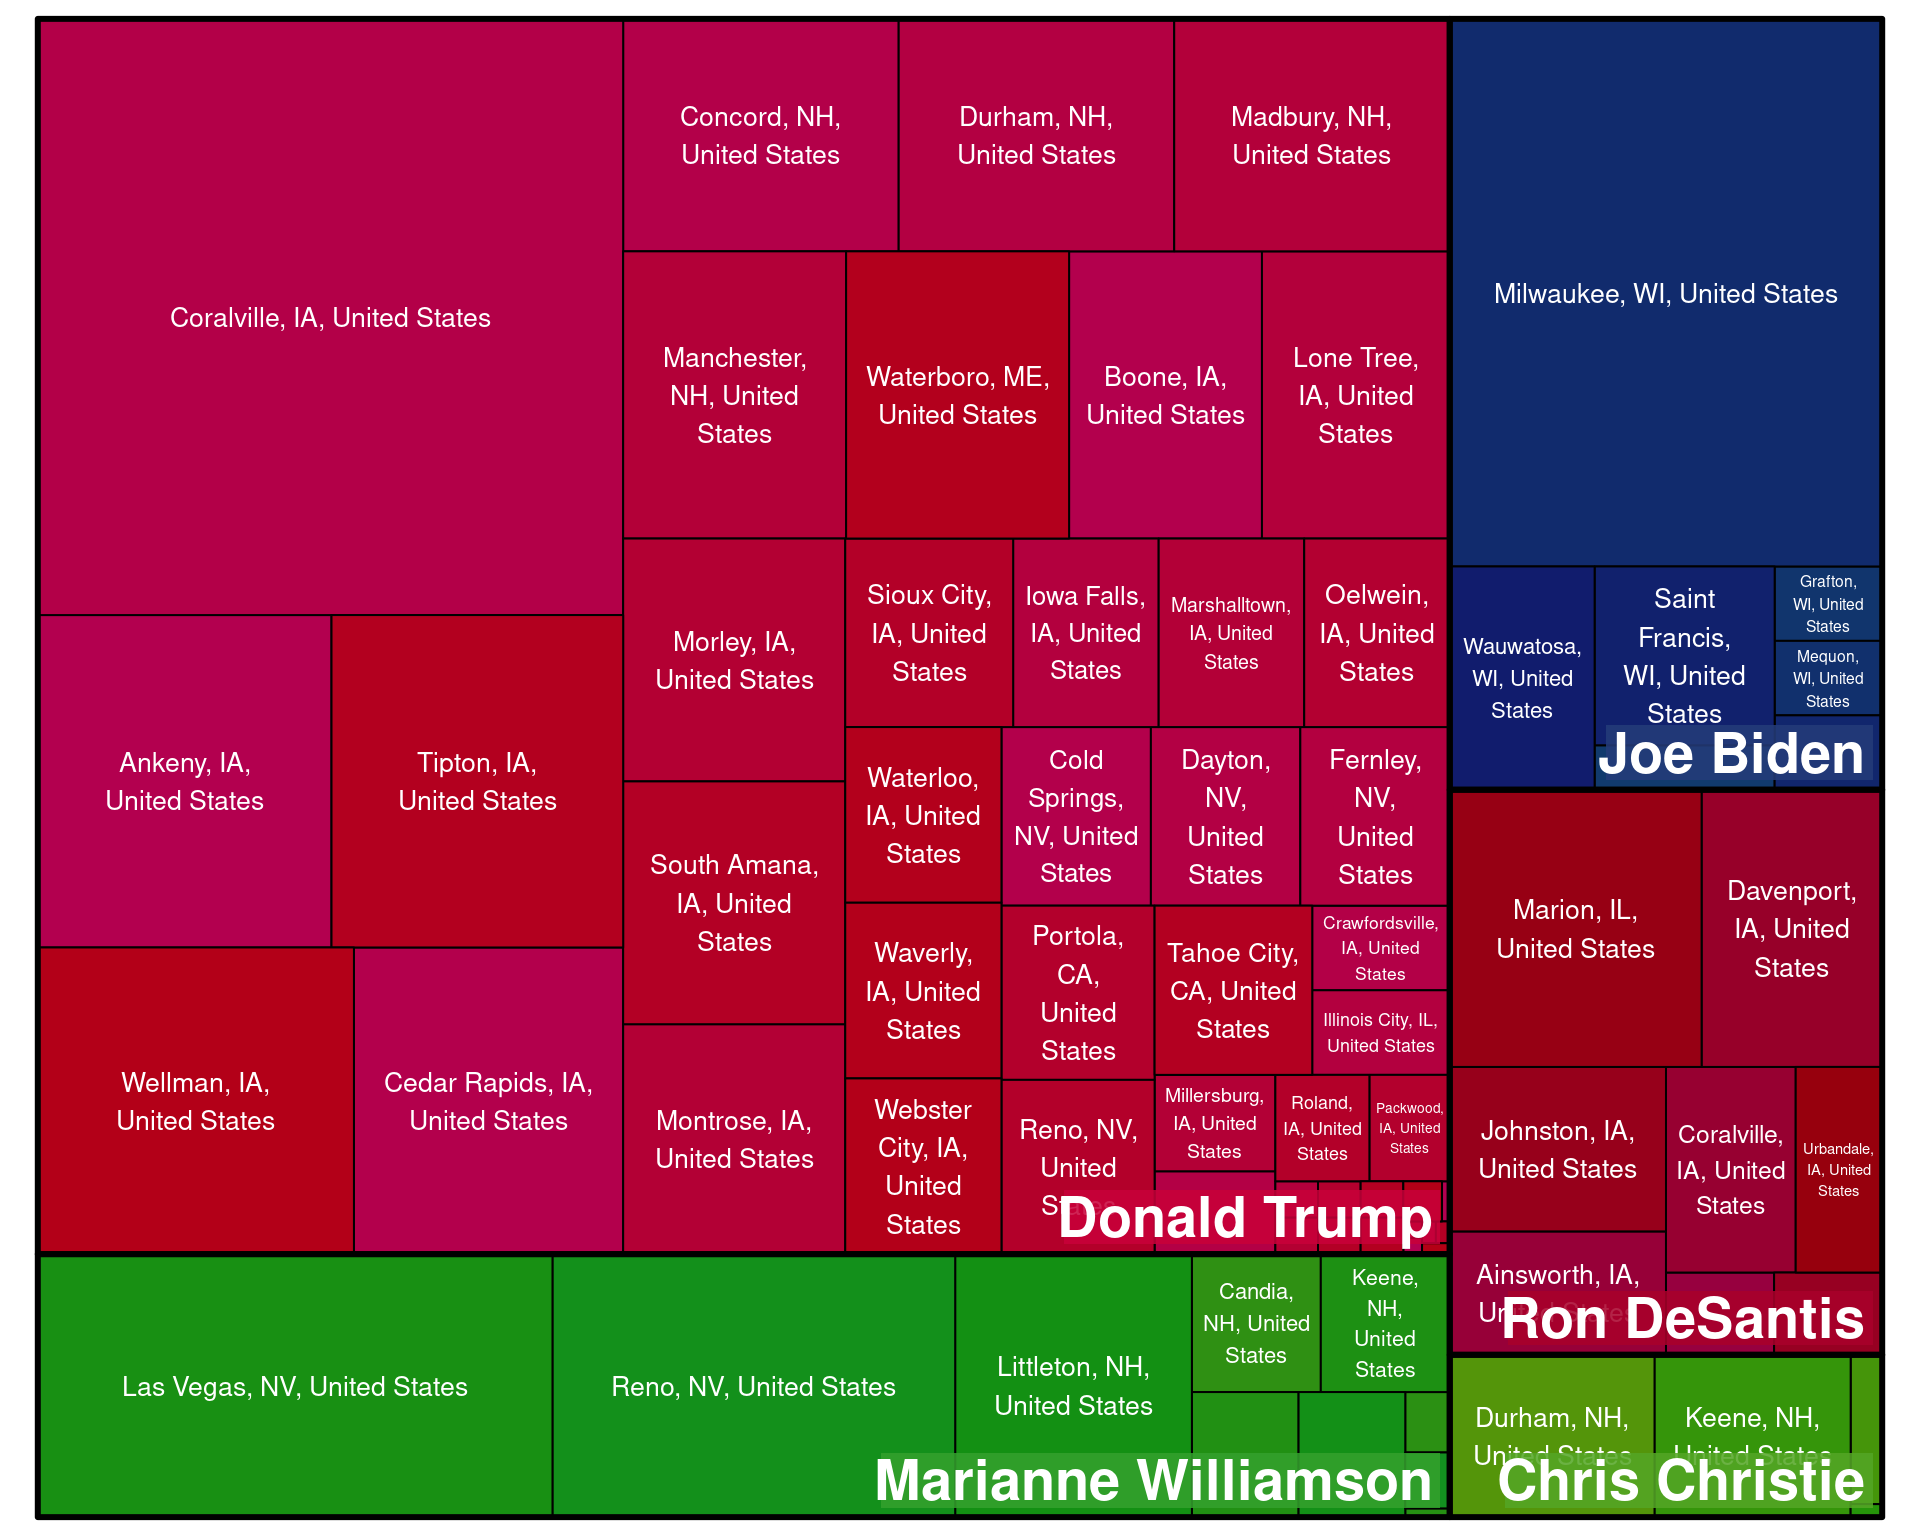 Coralville, IA, United States
Concord, NH,
United States
Durham, NH,
United States
Madbury, NH,
United States
Manchester,
NH, United
States
Waterboro, ME,
United States
Boone, IA,
United States
Lone Tree,
IA, United
States
Ankeny, IA,
United States
Tipton, IA,
United States
Wellman, IA,
United States
Cedar Rapids, IA,
United States
Morley, IA,
United States
South Amana,
IA, United
States
Montrose, IA,
United States
Sioux City,
IA, United
States
Iowa Falls,
IA, United
States
Marshalltown,
IA, United
States
Oelwein,
IA, United
States
Waterloo,
IA, United
States
Waverly,
IA, United
States
Webster
City, IA,
United
States
Cold
Springs,
NV, United
States
Dayton,
NV,
United
States
Fernley,
NV,
United
States
Portola,
CA,
United
States
Tahoe City,
CA, United
States
Crawfordsville,
IA, United
States
Illinois City, IL,
United States
Reno, NV,
United
States
Millersburg,
IA, United
States
Roland,
IA, United
States
Packwood,
IA, United
States
Donald Trump
Milwaukee, WI, United States
Wauwatosa,
WI, United
States
Saint
Francis,
WI, United
States
Grafton,
WI, United
States
Mequon,
WI, United
States
Joe Biden
Marion, IL,
United States
Davenport,
IA, United
States
Johnston, IA,
United States
Coralville,
IA, United
States
Urbandale,
IA, United
States
Ainsworth, IA,
United States
Ron DeSantis
Las Vegas, NV, United States
Reno, NV, United States
Littleton, NH,
United States
Candia,
NH, United
States
Keene,
NH,
United
States
Marianne Williamson
Durham, NH,
United States
Keene, NH,
United States
Chris Christie